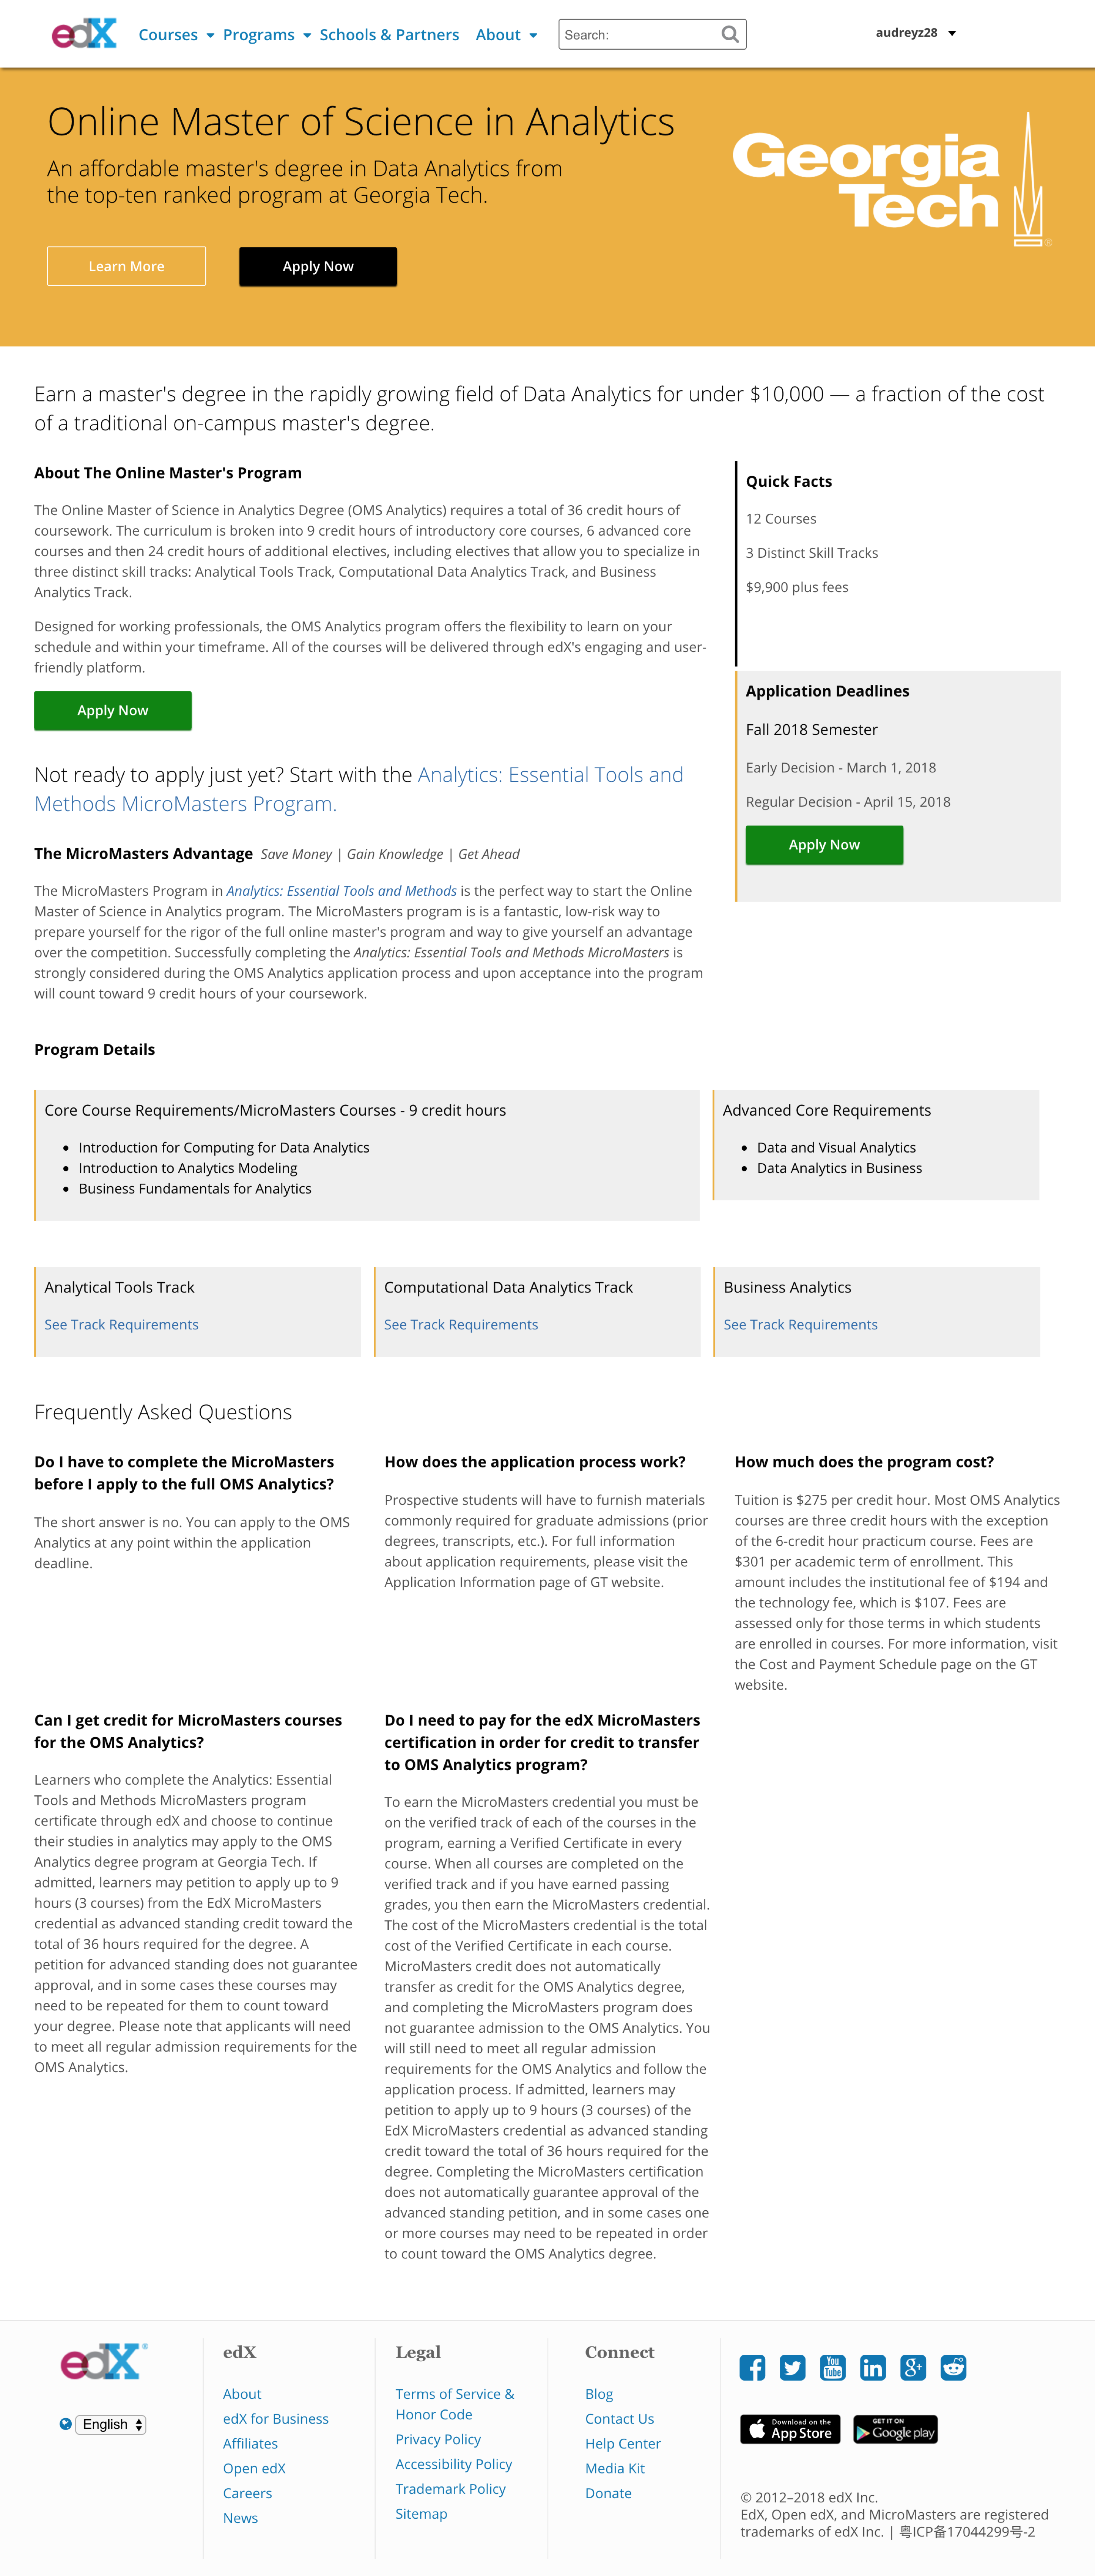 edX
Courses
Programs
Schools & Partners
About
Search:
audreyz28
Online Master of Science in Analytics
An affordable master's degree in Data Analytics from
the top-ten ranked program at Georgia Tech.
Learn More
Apply Now
Georgia
Tech
®
Earn a master's degree in the rapidly growing field of Data Analytics for under $10,000 — a fraction of the cost
of a traditional on-campus master's degree.
About The Online Master's Program
The Online Master of Science in Analytics Degree (OMS Analytics) requires a total of 36 credit hours of
coursework. The curriculum is broken into 9 credit hours of introductory core courses, 6 advanced core
courses and then 24 credit hours of additional electives, including electives that allow you to specialize in
three distinct skill tracks: Analytical Tools Track, Computational Data Analytics Track, and Business
Analytics Track.
Designed for working professionals, the OMS Analytics program offers the flexibility to learn on your
schedule and within your timeframe. All of the courses will be delivered through edX's engaging and user-
friendly platform.
Apply Now
Quick Facts
12 Courses
3 Distinct Skill Tracks
$9,900 plus fees
Application Deadlines
Fall 2018 Semester
Early Decision - March 1, 2018
Regular Decision - April 15, 2018
Apply Now
Not ready to apply just yet? Start with the Analytics: Essential Tools and
Methods MicroMasters Program.
The MicroMasters Advantage Save Money | Gain Knowledge | Get Ahead
The MicroMasters Program in Analytics: Essential Tools and Methods is the perfect way to start the Online
Master of Science in Analytics program. The MicroMasters program is is a fantastic, low-risk way to
prepare yourself for the rigor of the full online master's program and way to give yourself an advantage
over the competition. Successfully completing the Analytics: Essential Tools and Methods MicroMasters is
strongly considered during the OMS Analytics application process and upon acceptance into the program
will count toward 9 credit hours of your coursework.
Program Details
Core Course Requirements/MicroMasters Courses - 9 credit hours
Introduction for Computing for Data Analytics
Introduction to Analytics Modeling
Business Fundamentals for Analytics
Advanced Core Requirements
Data and Visual Analytics
Data Analytics in Business
Analytical Tools Track
See Track Requirements
Computational Data Analytics Track
See Track Requirements
Business Analytics
See Track Requirements
Frequently Asked Questions
Do I have to complete the MicroMasters
before I apply to the full OMS Analytics?
The short answer is no. You can apply to the OMS
Analytics at any point within the application
deadline.
How does the application process work?
Prospective students will have to furnish materials
commonly required for graduate admissions (prior
degrees, transcripts, etc.). For full information
about application requirements, please visit the
Application Information page of GT website.
How much does the program cost?
Tuition is $275 per credit hour. Most OMS Analytics
courses are three credit hours with the exception
of the 6-credit hour practicum course. Fees are
$301 per academic term of enrollment. This
amount includes the institutional fee of $194 and
the technology fee, which is $107. Fees are
assessed only for those terms in which students
are enrolled in courses. For more information, visit
the Cost and Payment Schedule page on the GT
website.
Can I get credit for MicroMasters courses
for the OMS Analytics?
Learners who complete the Analytics: Essential
Tools and Methods MicroMasters program
certificate through edX and choose to continue
their studies in analytics may apply to the OMS
Analytics degree program at Georgia Tech. If
admitted, learners may petition to apply up to 9
hours (3 courses) from the EdX MicroMasters
credential as advanced standing credit toward the
total of 36 hours required for the degree. A
petition for advanced standing does not guarantee
approval, and in some cases these courses may
need to be repeated for them to count toward
your degree. Please note that applicants will need
to meet all regular admission requirements for the
OMS Analytics.
Do I need to pay for the edX MicroMasters
certification in order for credit to transfer
to OMS Analytics program?
To earn the MicroMasters credential you must be
on the verified track of each of the courses in the
program, earning a Verified Certificate in every
course. When all courses are completed on the
verified track and if you have earned passing
grades, you then earn the MicroMasters credential.
The cost of the MicroMasters credential is the total
cost of the Verified Certificate in each course.
MicroMasters credit does not automatically
transfer as credit for the OMS Analytics degree,
and completing the MicroMasters program does
not guarantee admission to the OMS Analytics. You
will still need to meet all regular admission
requirements for the OMS Analytics and follow the
application process. If admitted, learners may
petition to apply up to 9 hours (3 courses) of the
EdX MicroMasters credential as advanced standing
credit toward the total of 36 hours required for the
degree. Completing the MicroMasters certification
does not automatically guarantee approval of the
advanced standing petition, and in some cases one
or more courses may need to be repeated in order
to count toward the OMS Analytics degree.
edX®
English
edX
About
edX for Business
Affiliates
Open edX
Careers
News
Legal
Terms of Service &
Honor Code
Privacy Policy
Accessibility Policy
Trademark Policy
Sitemap
Connect
Blog
Contact Us
Help Center
Media Kit
Donate
You
Tube
in
g+
Download on the
App Store
GET IT ON
Google play
© 2012–2018 edX Inc.
EdX, Open edX, and MicroMasters are registered
trademarks of edX Inc. | 粤ICP备17044299号-2